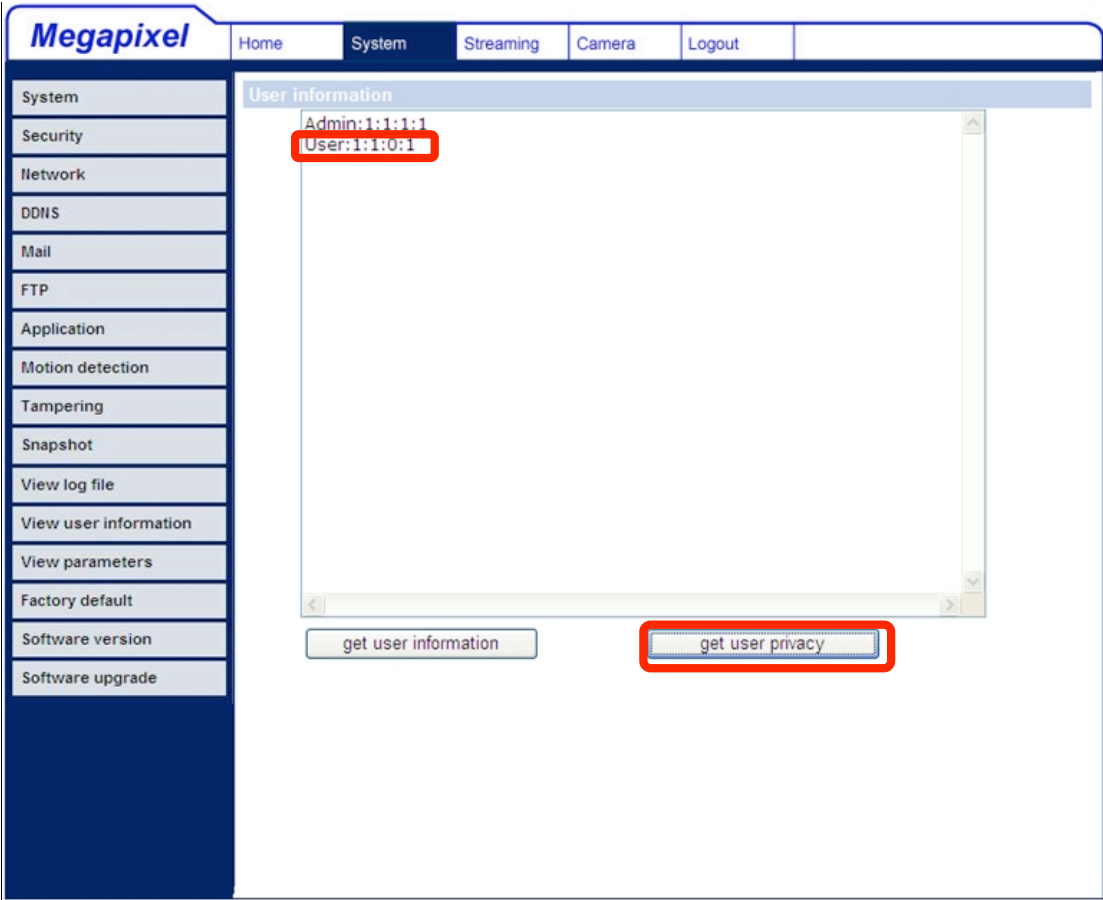 Megapixel
Home System Streaming Camera Logout
System
Security
Network
DDNS
Mail
FTP
Application
Motion detection
Tampering
Snapshot
View log file
View user information
View parameters
Factory default
Software version
Software upgrade
User information
Admin:1:1:1:1
User:1:1:0:1
get user information get user privacy